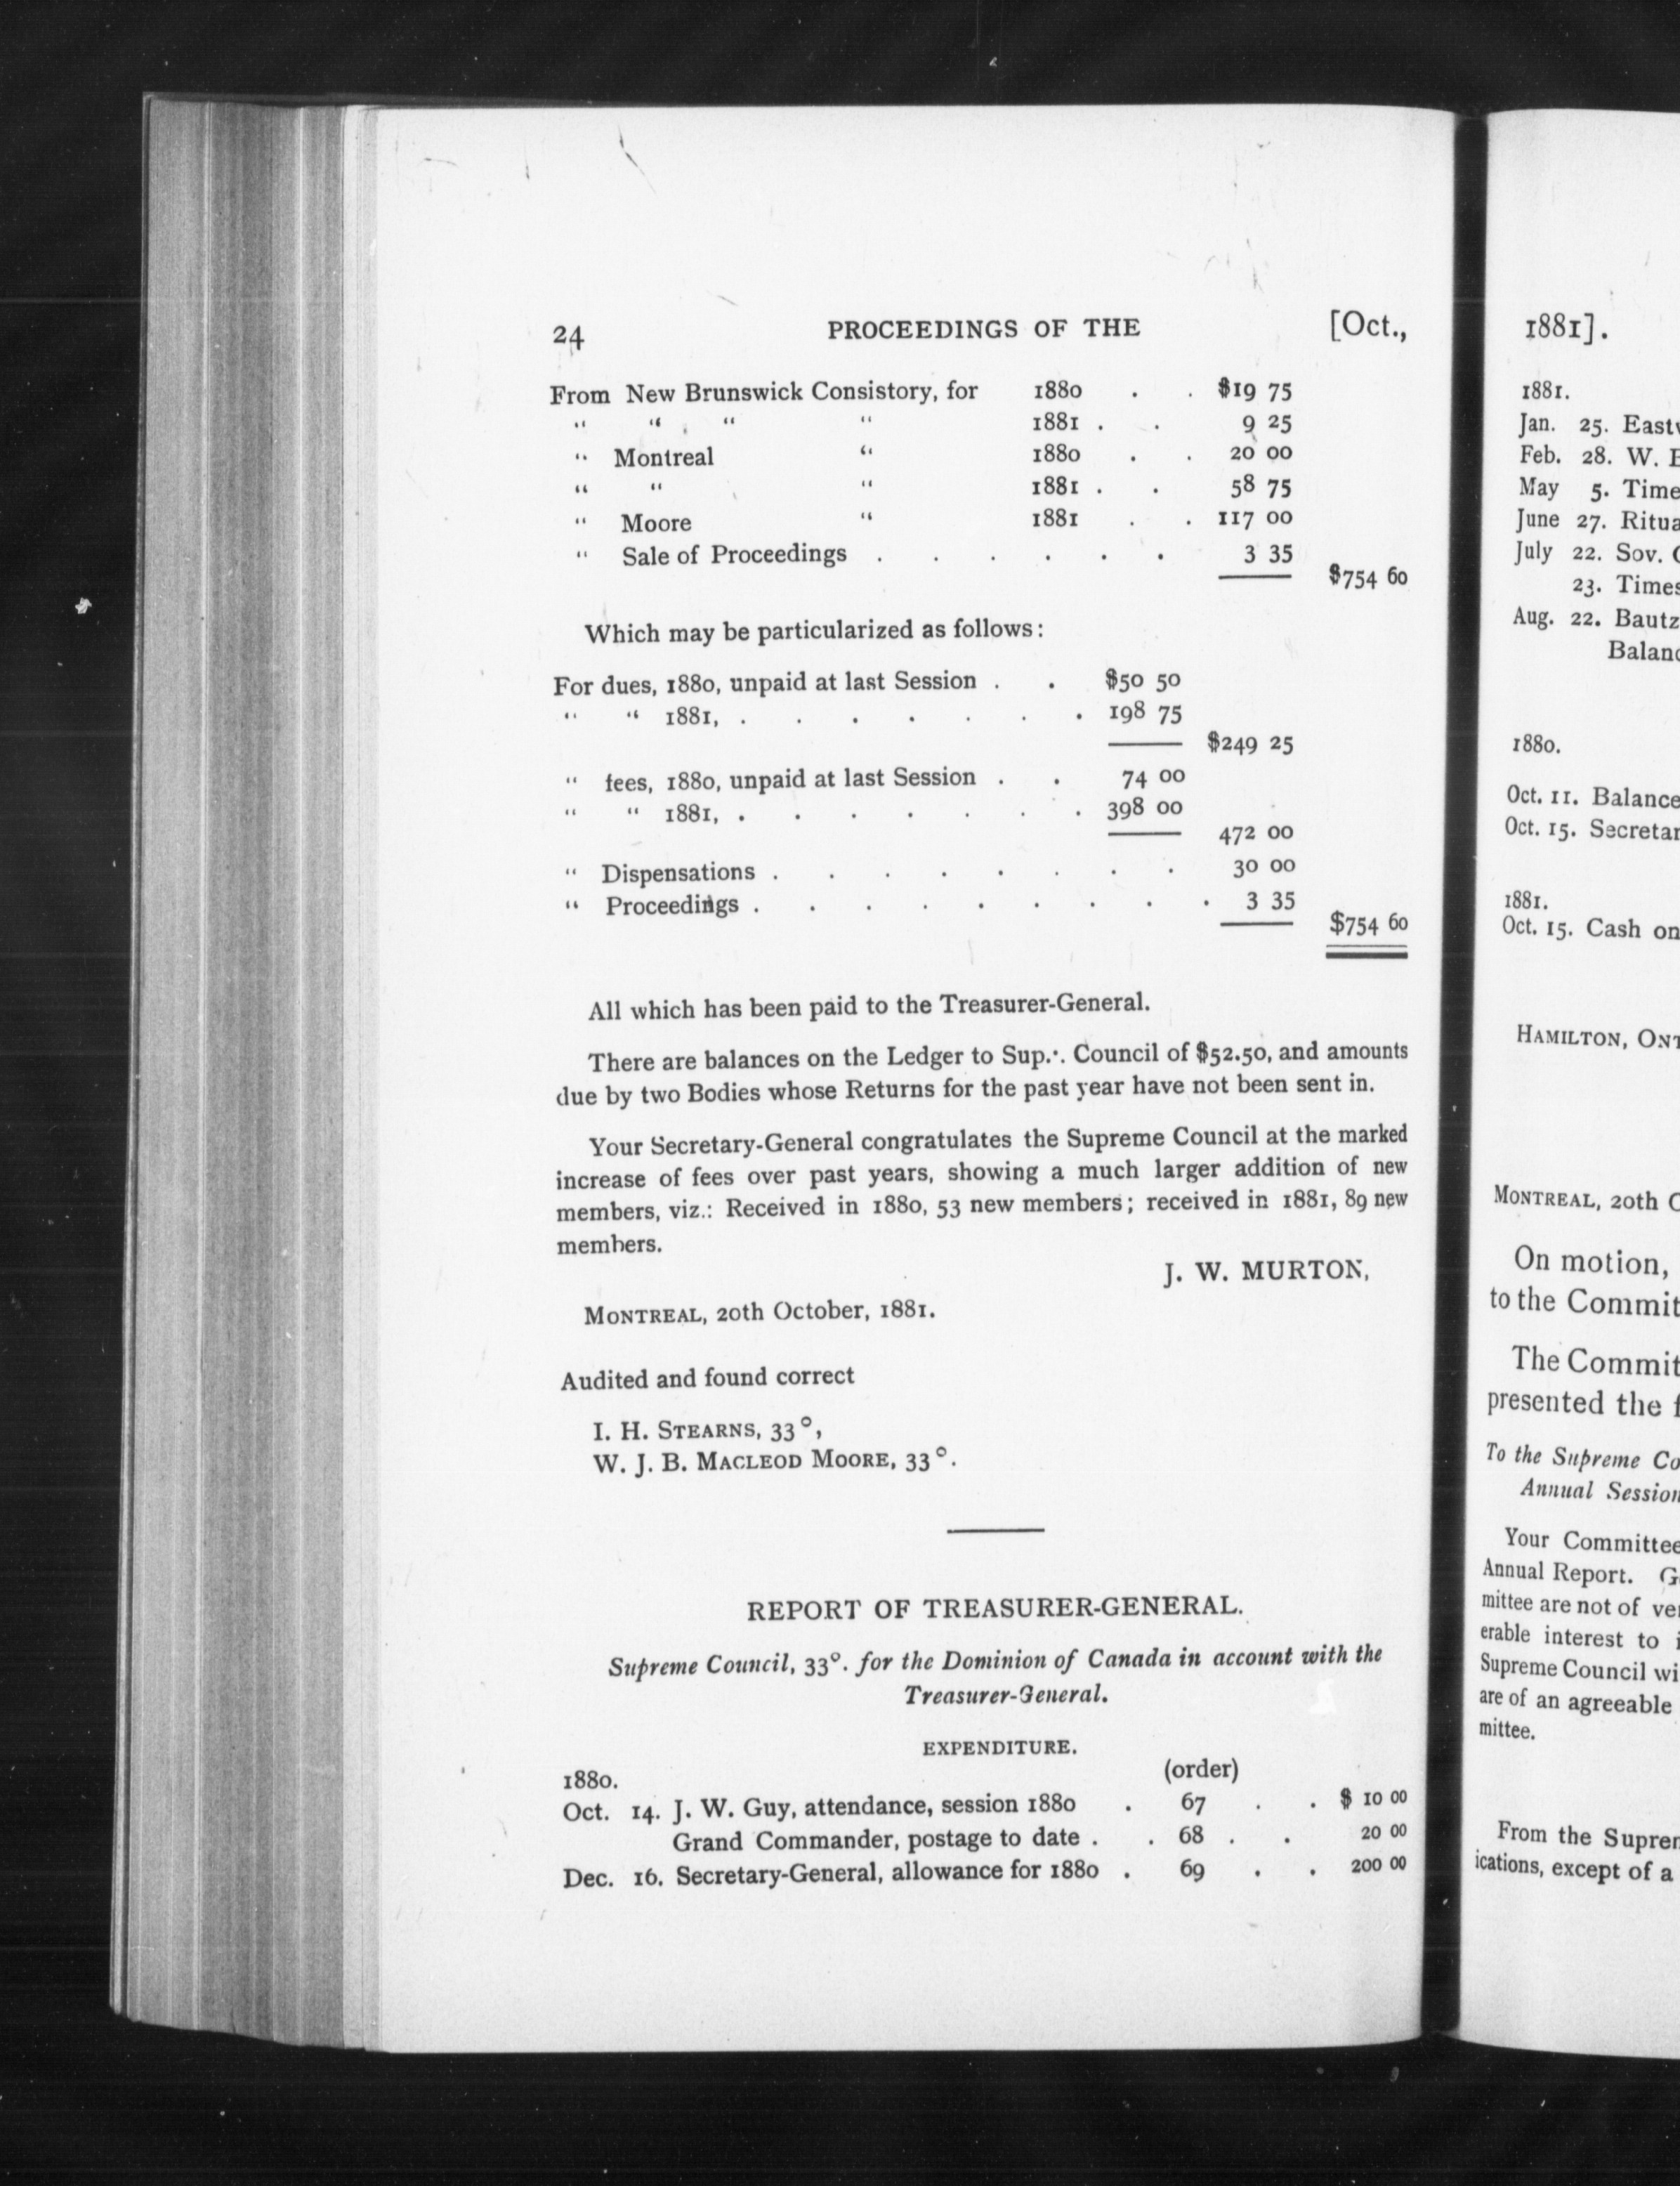 24 PROCEEDINGS OF THE [Oct.,
From New Brunswick Consistory, for 1880 . . $19 75
“ “ “ “ 1881 . . 9 25
“ Montreal “ 1880 . . 20 00
“ “ “ 1881 . . 58 75
“ Moore “ 1881 . . 117 00
“ Sale of Proceedings . . . . . . 3 35
$754 60
Which may be particularized as follows:
For dues, 1880, unpaid at last Session . . $50 50
“ “ 1881, . . . . . . . 198 75
$249 25
“ fees, 1880, unpaid at last Session . . 74 00
“ “ 1881, . . . . . . . 398 00
472 00
“ Dispensations . . . . . . . . 30 00
“ Proceedings . . . . . . . . . 3 35
$754 60
All which has been paid to the Treasurer-General.
There are balances on the Ledger to Sup.·. Council of $52.50, and amounts
due by two Bodies whose Returns for the past year have not been sent in.
Your Secretary-General congratulates the Supreme Council at the marked
increase of fees over past years, showing a much larger addition of new
members, viz.: Received in 1880, 53 new members; received in 1881, 89 new
members.
J. W. MURTON,
MONTREAL, 20th October, 1881.
Audited and found correct
I. H. STEARNS, 33°,
W. J. B. MACLEOD MOORE, 33°.
REPORT OF TREASURER-GENERAL.
Supreme Council, 33°. for the Dominion of Canada in account with the
Treasurer-General.
EXPENDITURE.
1880. (order)
Oct. 14. J. W. Guy, attendance, session 1880 . 67 . . $ 10 00
Grand Commander, postage to date . . 68 . . 20 00
Dec. 16. Secretary-General, allowance for 1880 . 69 . . 200 00
1881].
1881.
Jan. 25.
Feb. 28. W.
May 5. Time
June 27.
July 22. Sov.
23. Times
Aug. 22.
1880.
Oct. 11. Balance
Oct. 15.
1881.
Oct. 15. Cash on
HAMILTON,
MONTREAL, 20th
On motion,
to the
The
presented the
To the Supreme
Annual
Your Committee
Annual Report.
mittee are not of
erable interest to
Supreme Council
are of an agreeable
mittee.
From the
ications, except of a